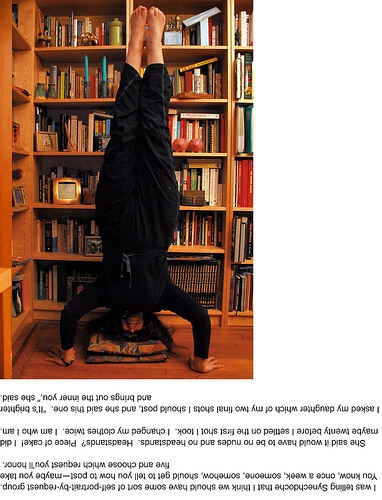 I was telling that I think we should have some sort of self-portrait-by-request group.
You know, once a week, someone, somehow, should get to tell you how to post—maybe you take
five and choose which request you'll honor.
She said it would have to be no nudes and no headstands. Headstands? Piece of cake! I did
maybe twenty before I settled on the first shot I took. I changed my clothes twice. I am who I am.
I asked my daughter which of my two final shots I should post, and she said this one. "It's brighter
and brings out the inner you," she said.